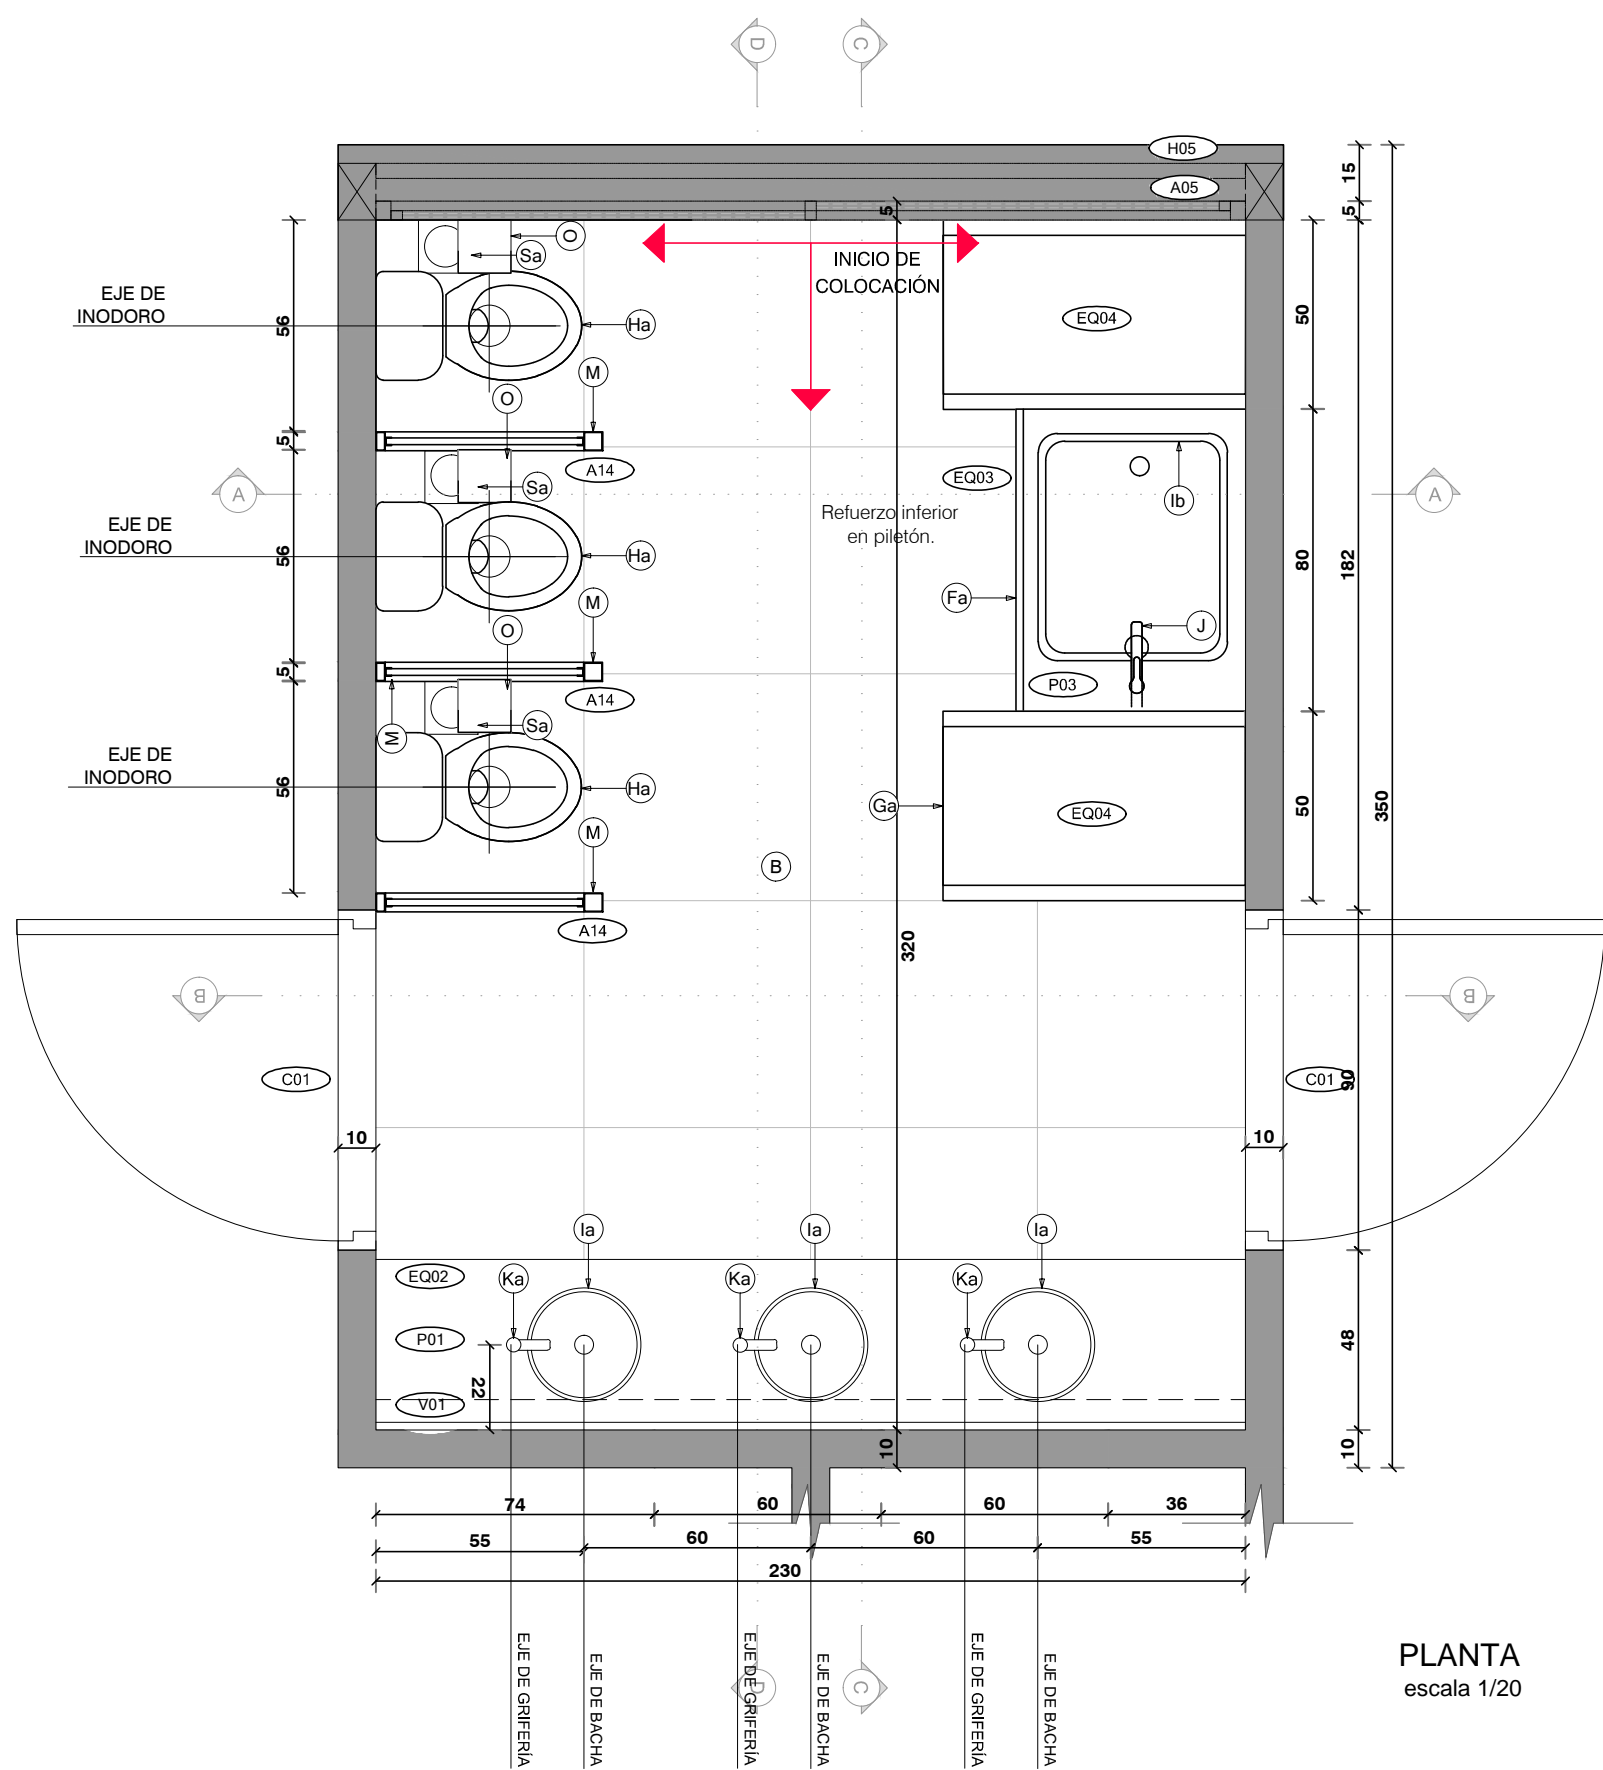 D
C
H05
A05
15
5
5
O
Sa
INICIO DE
COLOCACIÓN
EJE DE
INODORO
56
Ha
EQ04
50
M
O
5
A14
EQ03
A
Sa
Ib
A
Refuerzo inferior
en piletón.
EJE DE
INODORO
56
Ha
80
182
M
Fa
J
O
5
A14
P03
M
Sa
EJE DE
INODORO
56
Ha
Ga
EQ04
50
350
M
B
A14
320
B
B
C01
C01
90
10
10
Ia
Ia
Ia
EQ02
Ka
Ka
Ka
P01
48
22
V01
10
10
74
60
60
36
55
60
60
55
230
EJE DE GRIFERÍA
EJE DE BACHA
EJE DE GRIFERÍA
EJE DE BACHA
EJE DE GRIFERÍA
EJE DE BACHA
D
C
PLANTA
escala 1/20